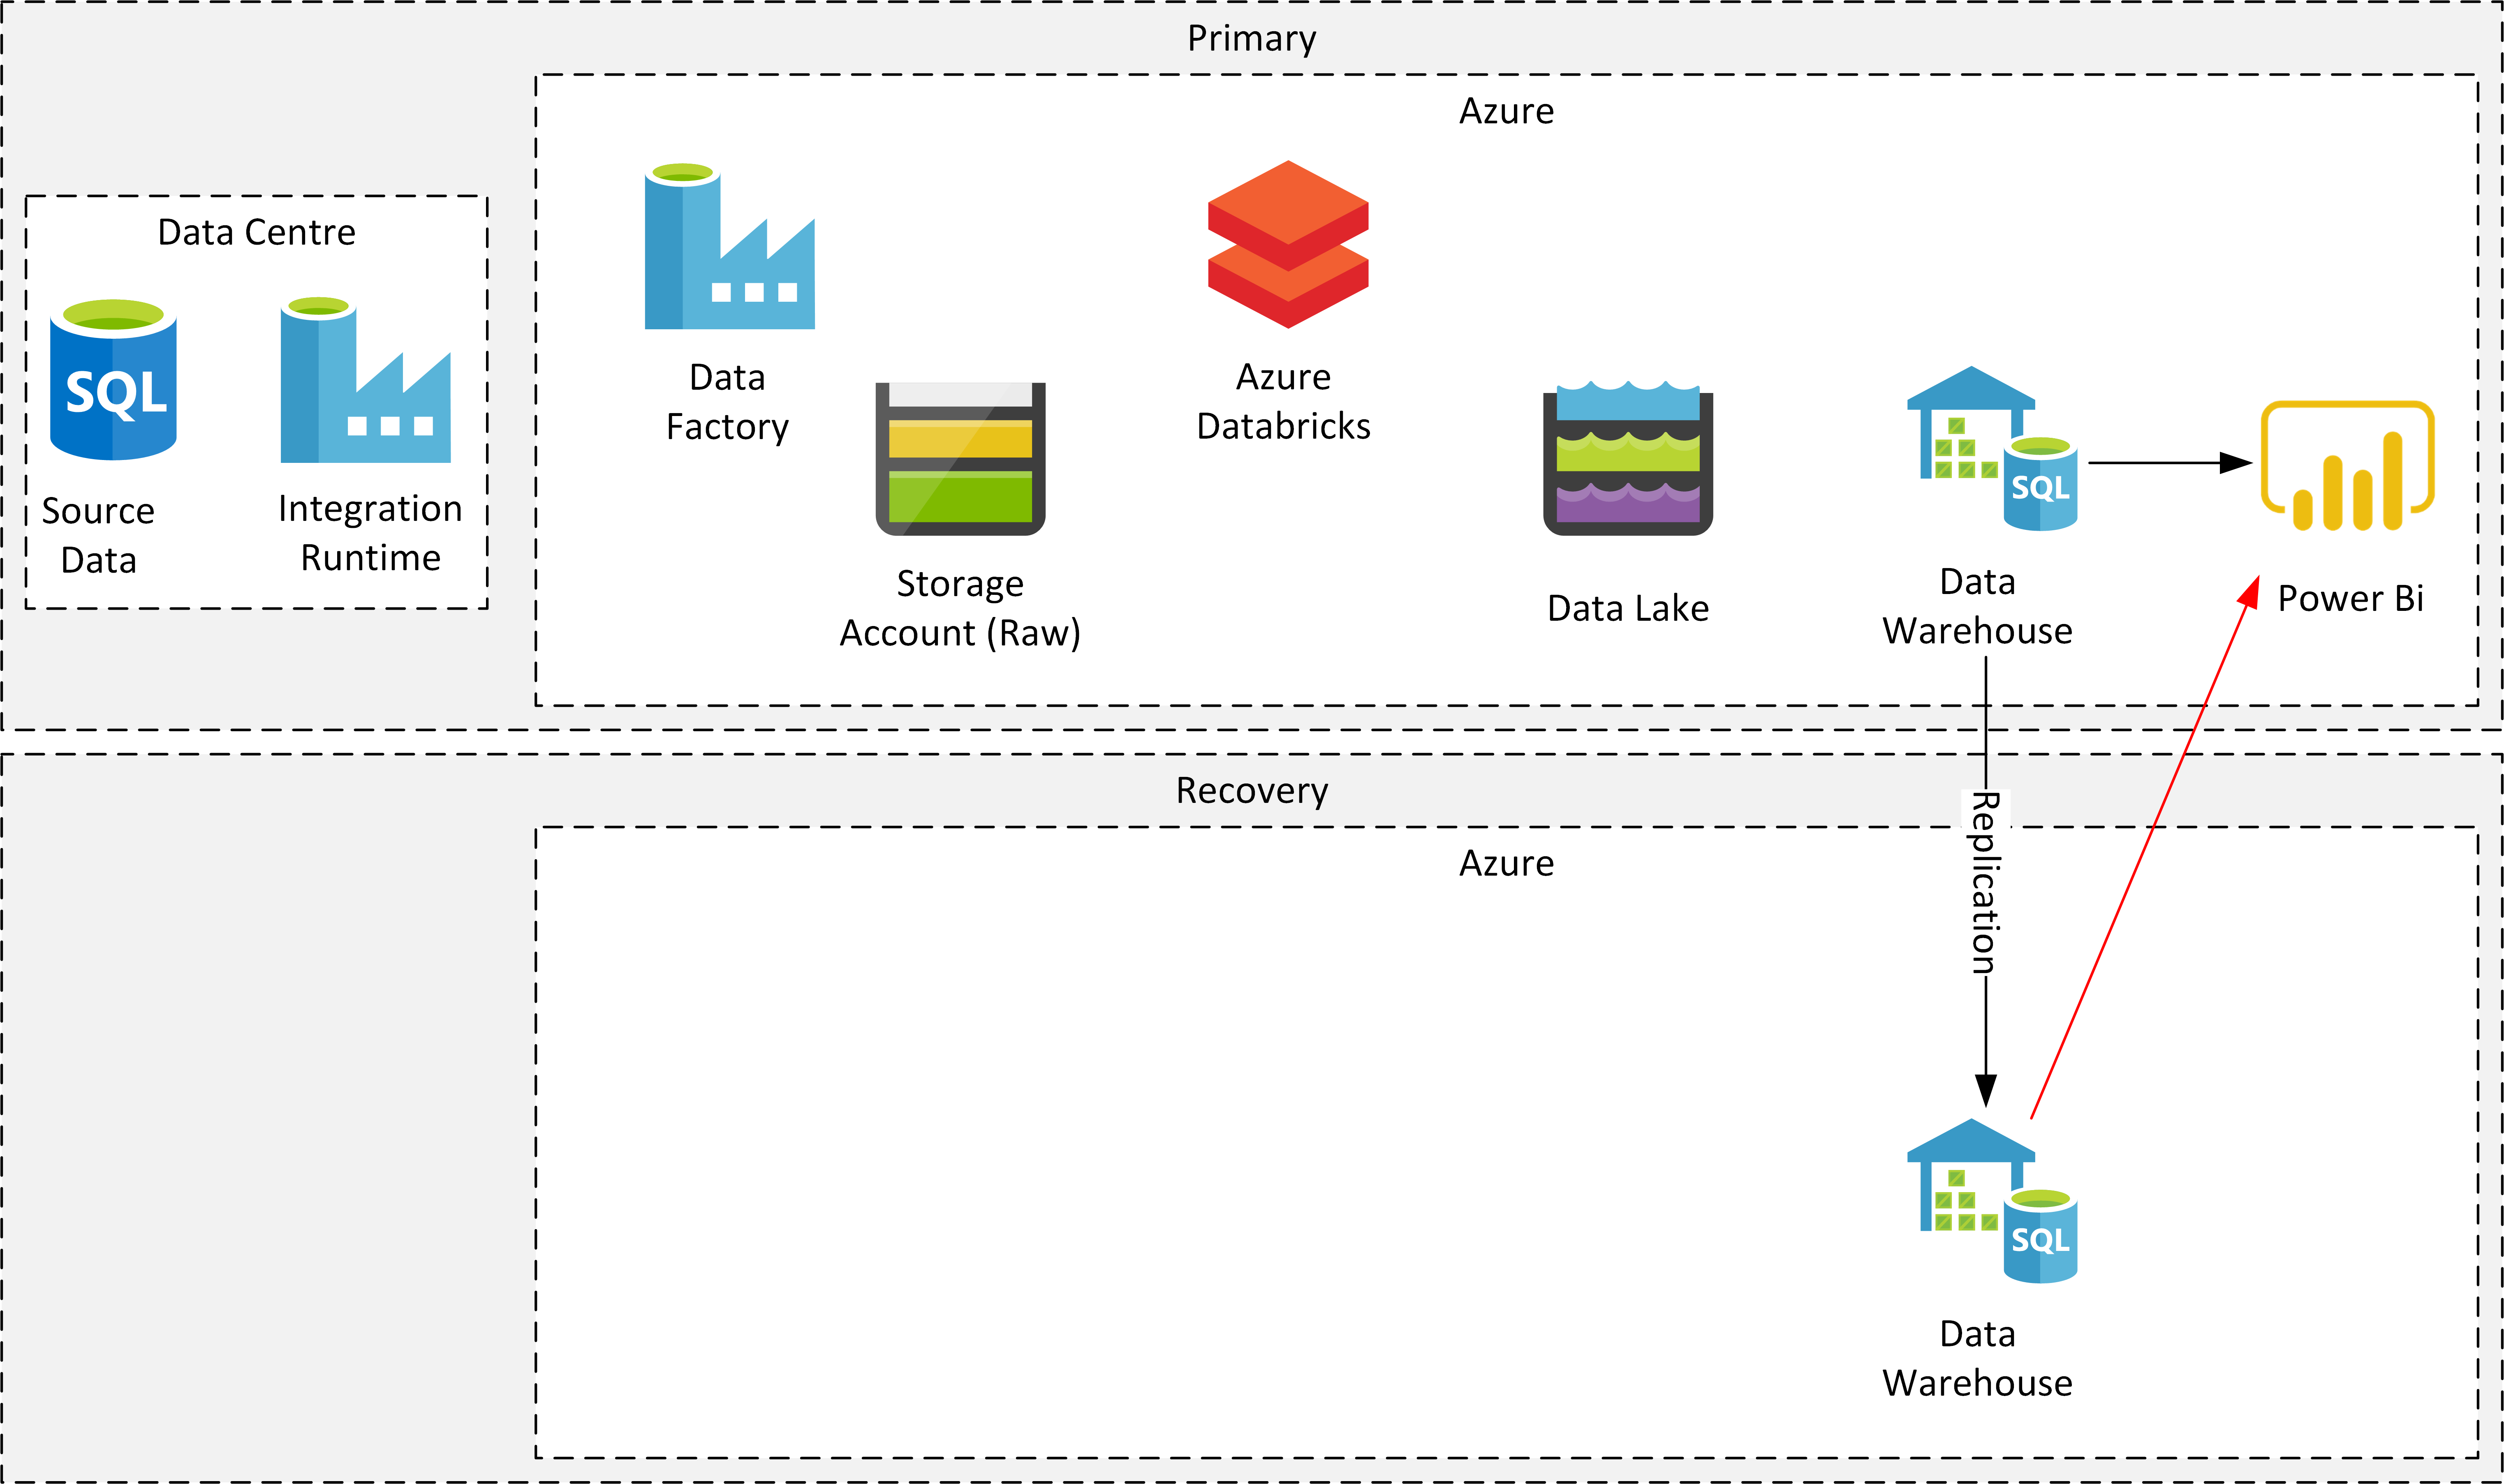 Primary
Azure
Data Centre
SQL
Source
Data
Integration
Runtime
Data
Factory
Storage
Account (Raw)
Azure
Databricks
Data Lake
SQL
Data
Warehouse
Power Bi
Replication
Recovery
Azure
SQL
Data
Warehouse